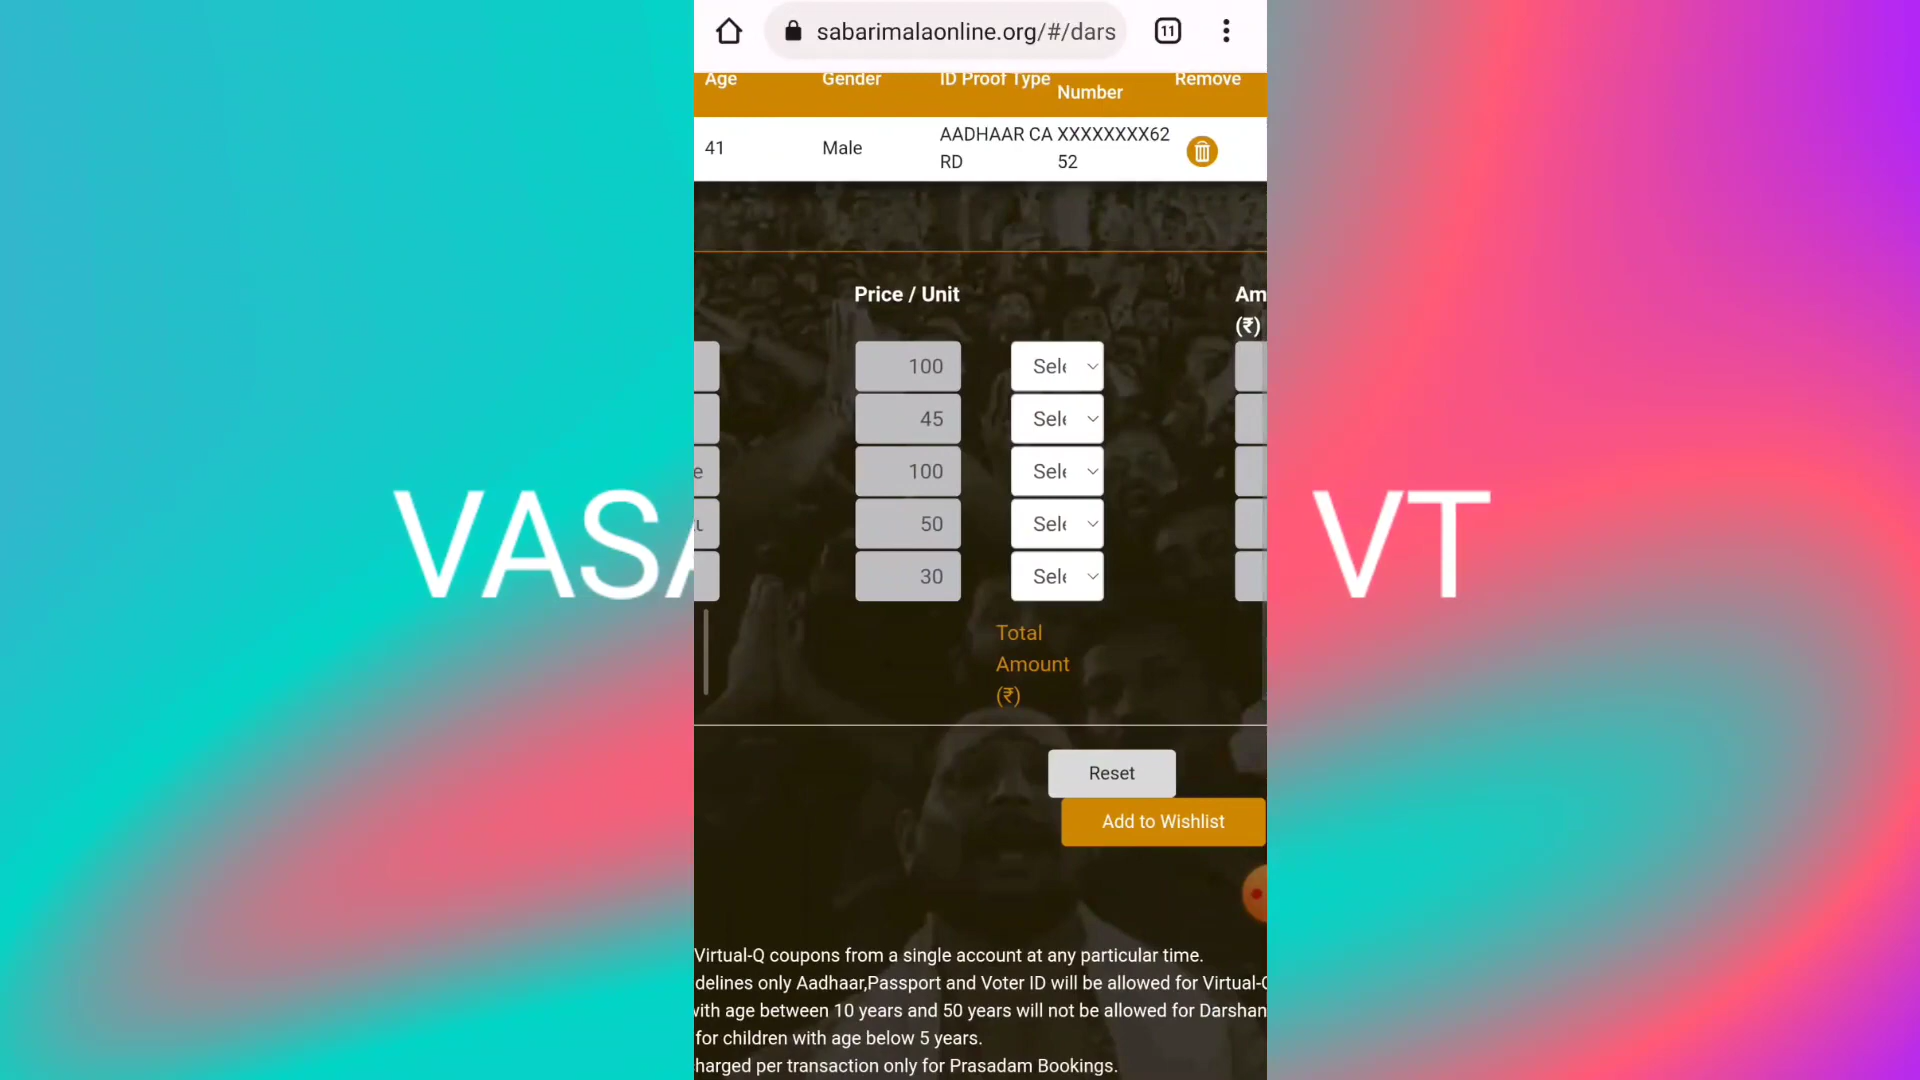 sabarimalaonline.org/#/dars
11
Age Gender ID Proof Type Number Remove
41 Male AADHAAR CA XXXXXXXX62
RD 52
Price / Unit Am
(₹)
100 Sele
45 Sele
e 100 Sele
50 Sele
30 Sele
VASA VT
Total
Amount
(₹)
Reset
Add to Wishlist
Virtual-Q coupons from a single account at any particular time.
delines only Aadhaar,Passport and Voter ID will be allowed for Virtual-Q
with age between 10 years and 50 years will not be allowed for Darshan
for children with age below 5 years.
harged per transaction only for Prasadam Bookings.